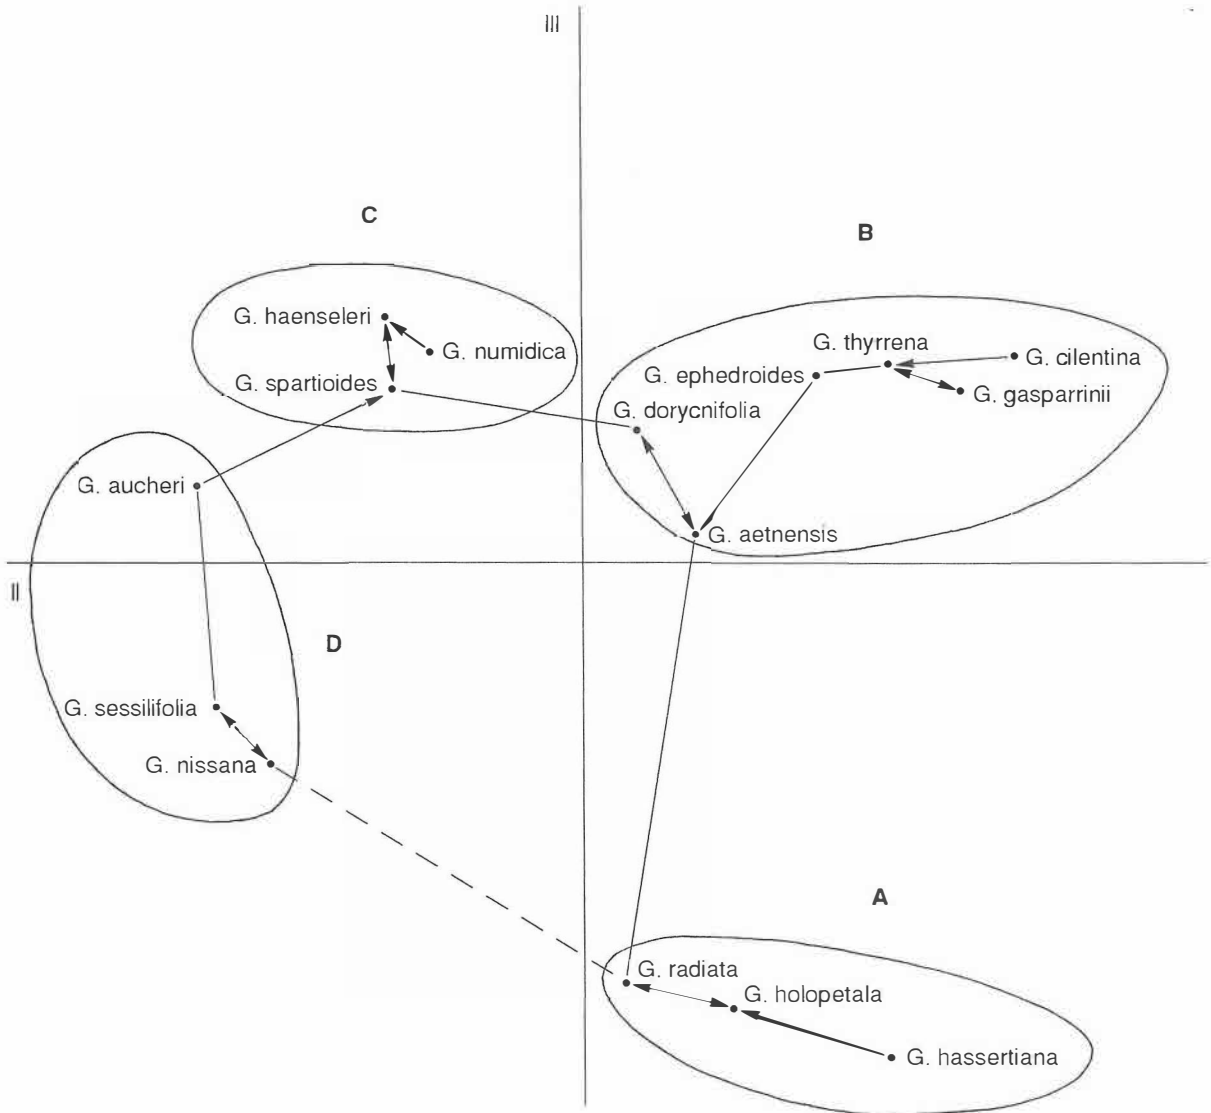 III
C
B
G. haenseleri
G. numidica
G. thyrrena
G. cilentina
G. spartioides
G. ephedroides
G. gasparrinii
G. dorycnifolia
G. aucheri
G. aetnensis
II
D
G. sessilifolia
G. nissana
A
G. radiata
G. holopetala
G. hassertiana